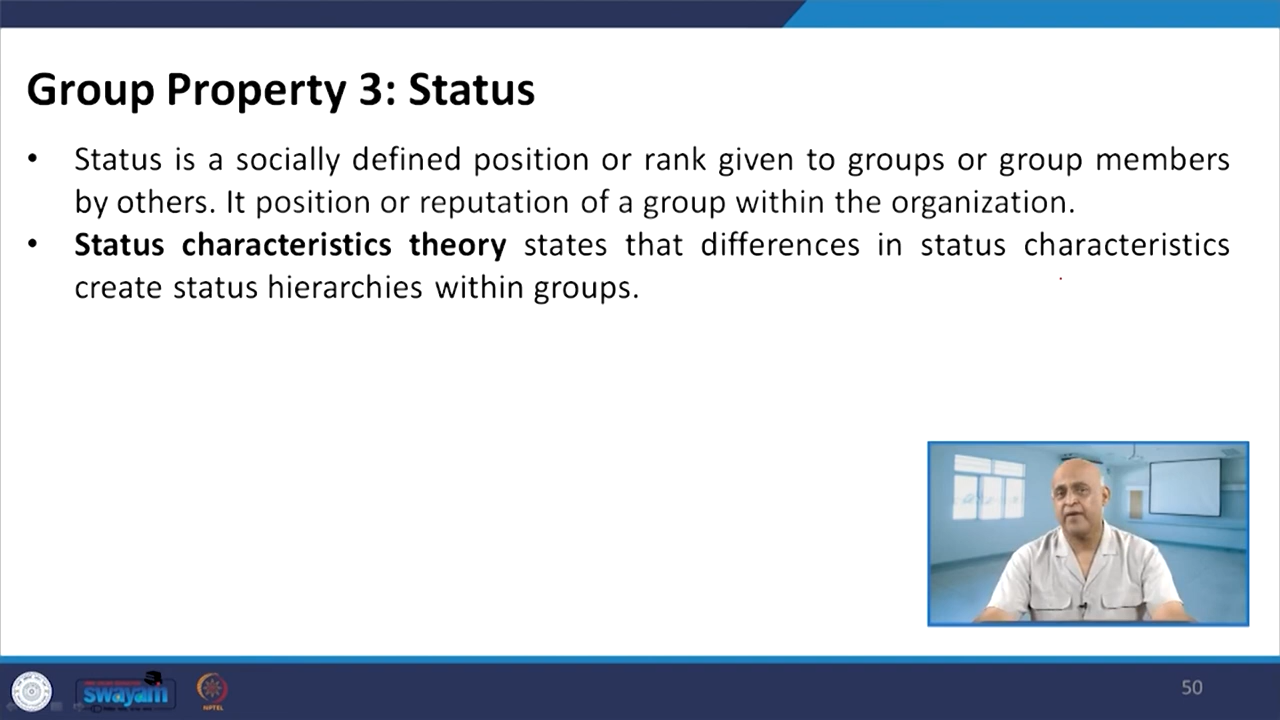 Group Property 3: Status
• Status is a socially defined position or rank given to groups or group members
by others. It position or reputation of a group within the organization.
• Status characteristics theory states that differences in status characteristics
create status hierarchies within groups.
swayam
NPTEL
50